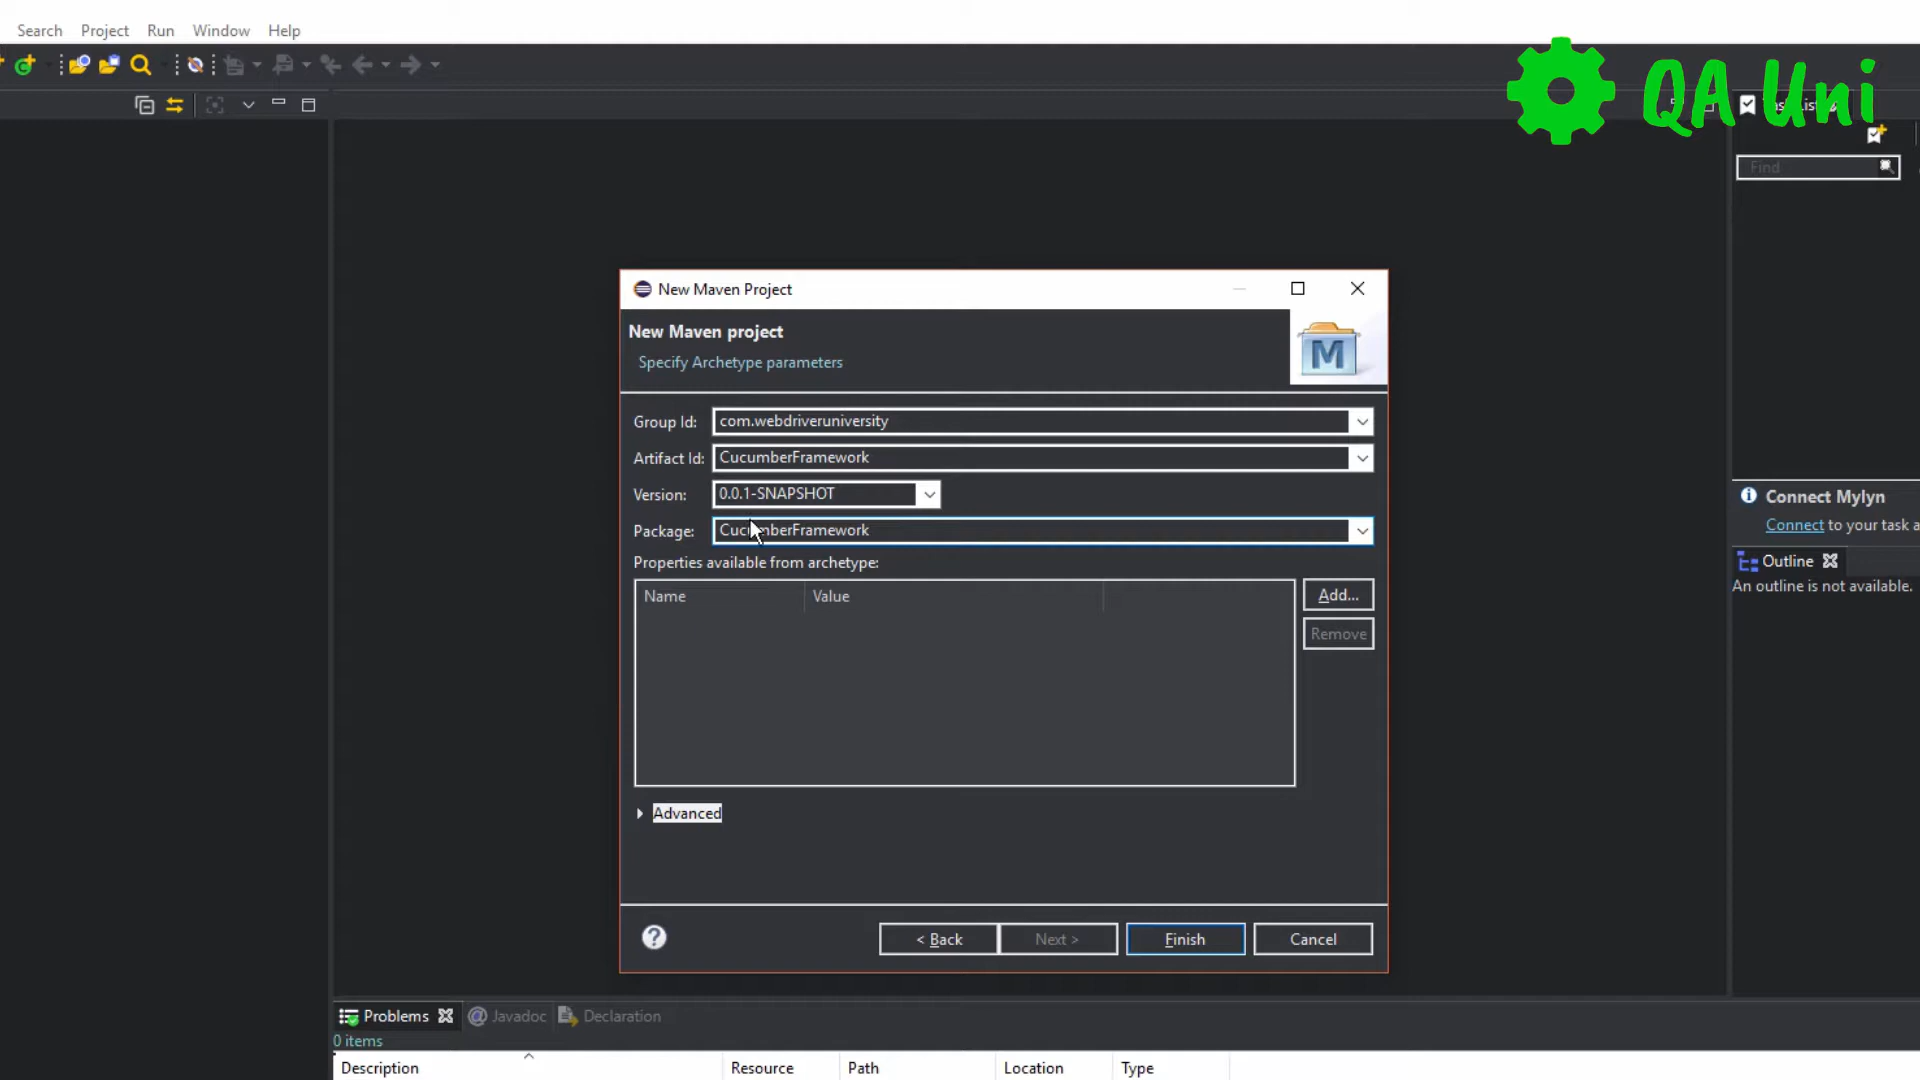 Search Project Run Window Help
QA Uni
Find
New Maven Project
New Maven project
Specify Archetype parameters
M
Group Id: com.webdriveruniversity
Artifact Id: CucumberFramework
Version: 0.0.1-SNAPSHOT
Package: CucumberFramework
Properties available from archetype:
Name Value
Add...
Remove
Advanced
< Back Next > Finish Cancel
Connect Mylyn
Connect to your task a
Outline
An outline is not available.
Problems @ Javadoc Declaration
0 items
Description Resource Path Location Type